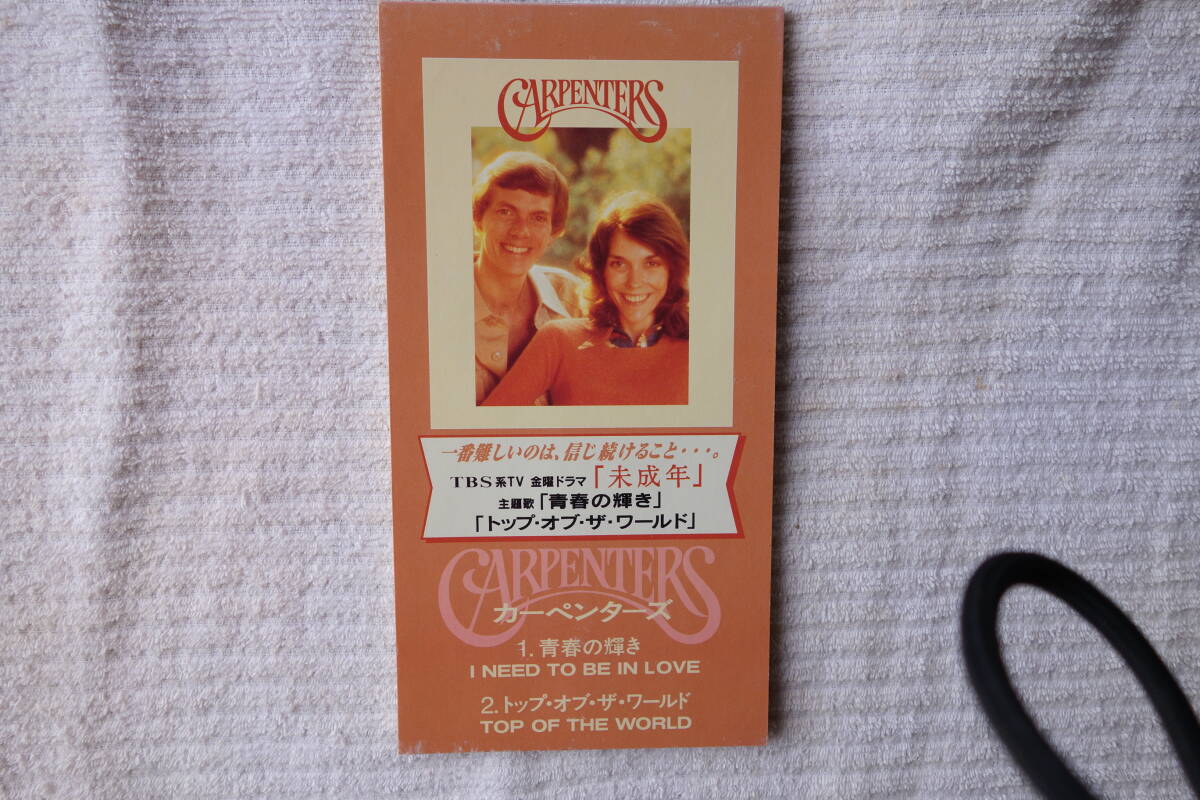 CARPENTERS
一番難しいのは、信じ続けること・・・。
TBS系TV 金曜ドラマ「未成年」
主題歌「青春の輝き」
「トップ・オブ・ザ・ワールド」
CARPENTERS
カーペンターズ
1. 青春の輝き
I NEED TO BE IN LOVE
2. トップ・オブ・ザ・ワールド
TOP OF THE WORLD